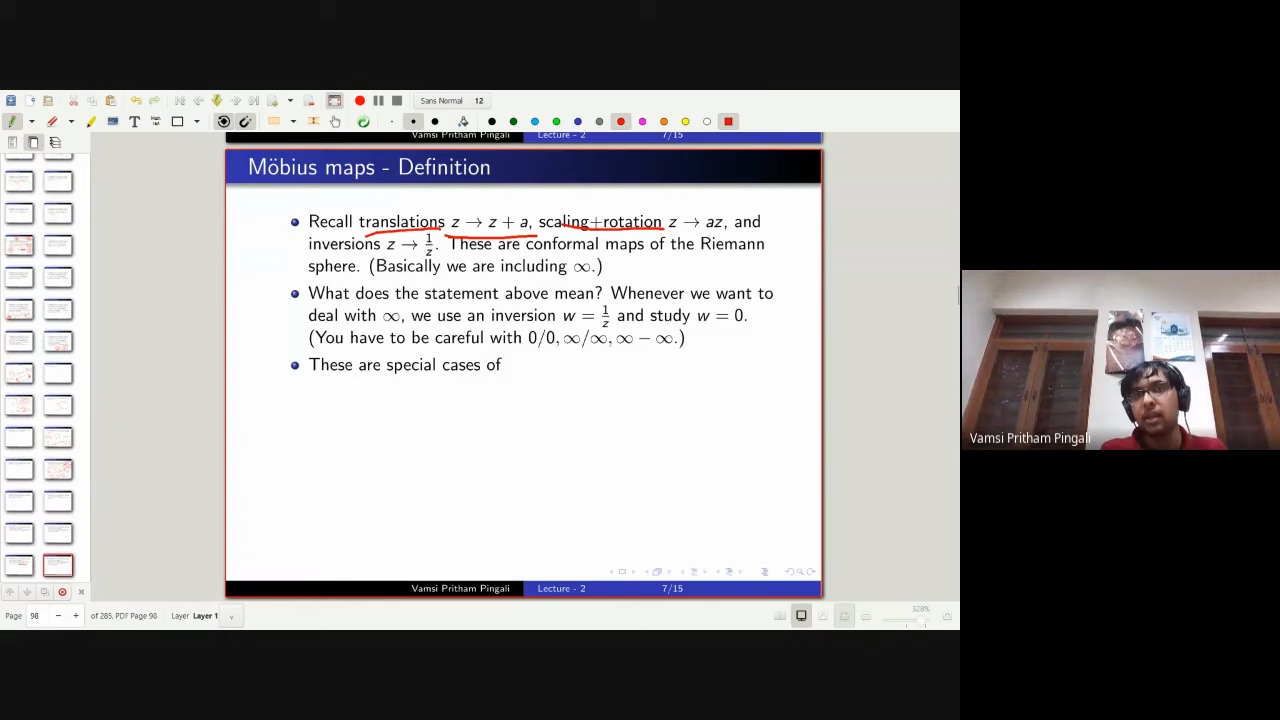 Sans Normal 12
Vamsi Pritham Pingali Lecture - 2 7/15
Möbius maps - Definition
Recall translations z → z + a, scaling+rotation z → az, and
inversions z → 1/z. These are conformal maps of the Riemann
sphere. (Basically we are including ∞.)
What does the statement above mean? Whenever we want to
deal with ∞, we use an inversion w = 1/z and study w = 0.
(You have to be careful with 0/0, ∞/∞, ∞ − ∞.)
These are special cases of
Vamsi Pritham Pingali
Vamsi Pritham Pingali Lecture - 2 7/15
Page 98 of 285, PDF Page 98 Layer Layer 1 328%